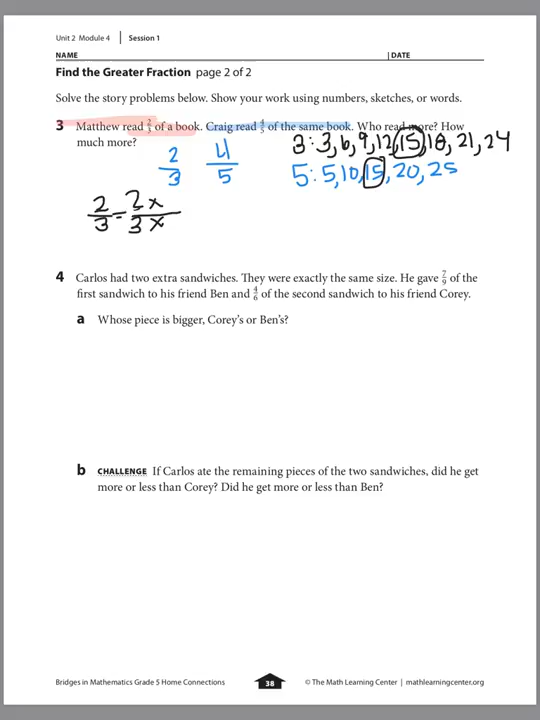 Unit 2 Module 4 | Session 1
NAME | DATE
Find the Greater Fraction page 2 of 2
Solve the story problems below. Show your work using numbers, sketches, or words.
3 Matthew read 2/3 of a book. Craig read 4/5 of the same book. Who read more? How
much more?
3: 3, 6, 9, 12, 15, 18, 21, 24
2/3 4/5
5: 5, 10, 15, 20, 25
2/3 = 2x/3x
4 Carlos had two extra sandwiches. They were exactly the same size. He gave 7/9 of the
first sandwich to his friend Ben and 4/6 of the second sandwich to his friend Corey.
a Whose piece is bigger, Corey's or Ben's?
b CHALLENGE If Carlos ate the remaining pieces of the two sandwiches, did he get
more or less than Corey? Did he get more or less than Ben?
Bridges in Mathematics Grade 5 Home Connections 38 © The Math Learning Center | mathlearningcenter.org